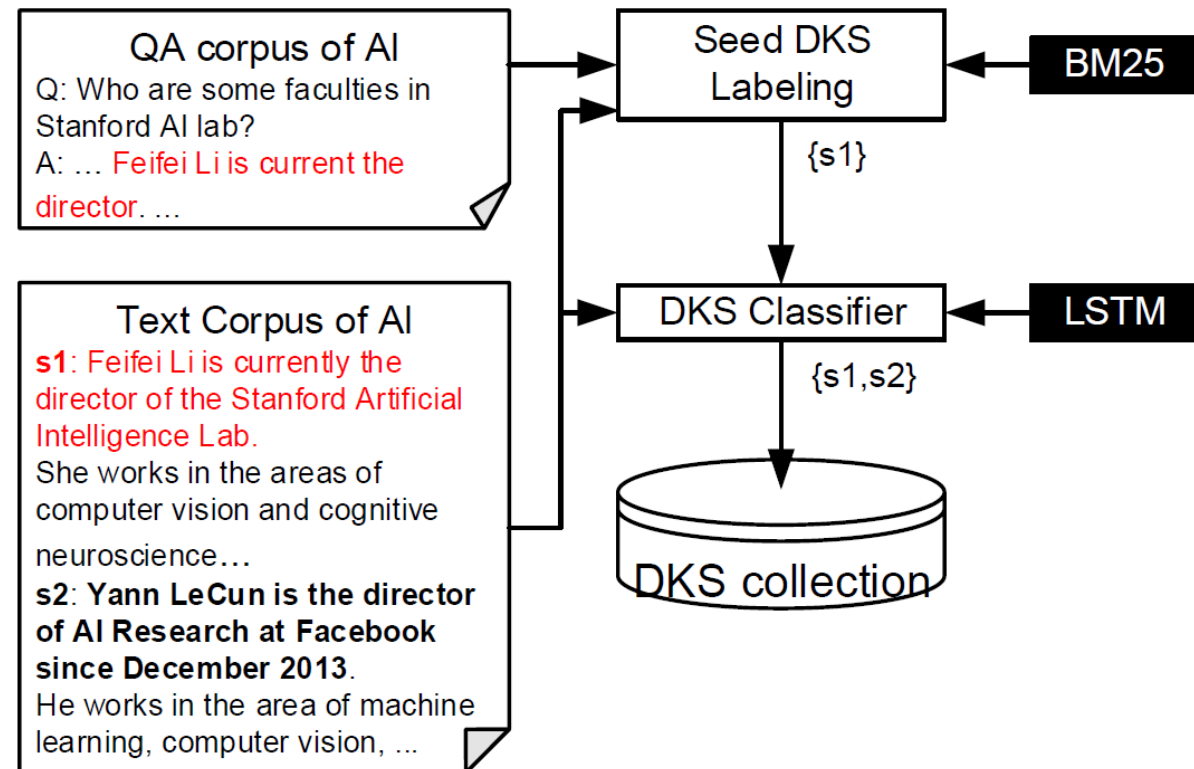 QA corpus of AI
Q: Who are some faculties in
Stanford AI lab?
A: ... Feifei Li is current the
director. ...
Text Corpus of AI
s1: Feifei Li is currently the
director of the Stanford Artificial
Intelligence Lab.
She works in the areas of
computer vision and cognitive
neuroscience...
s2: Yann LeCun is the director
of AI Research at Facebook
since December 2013.
He works in the area of machine
learning, computer vision, ...
Seed DKS
Labeling
BM25
{s1}
DKS Classifier
LSTM
{s1,s2}
DKS collection